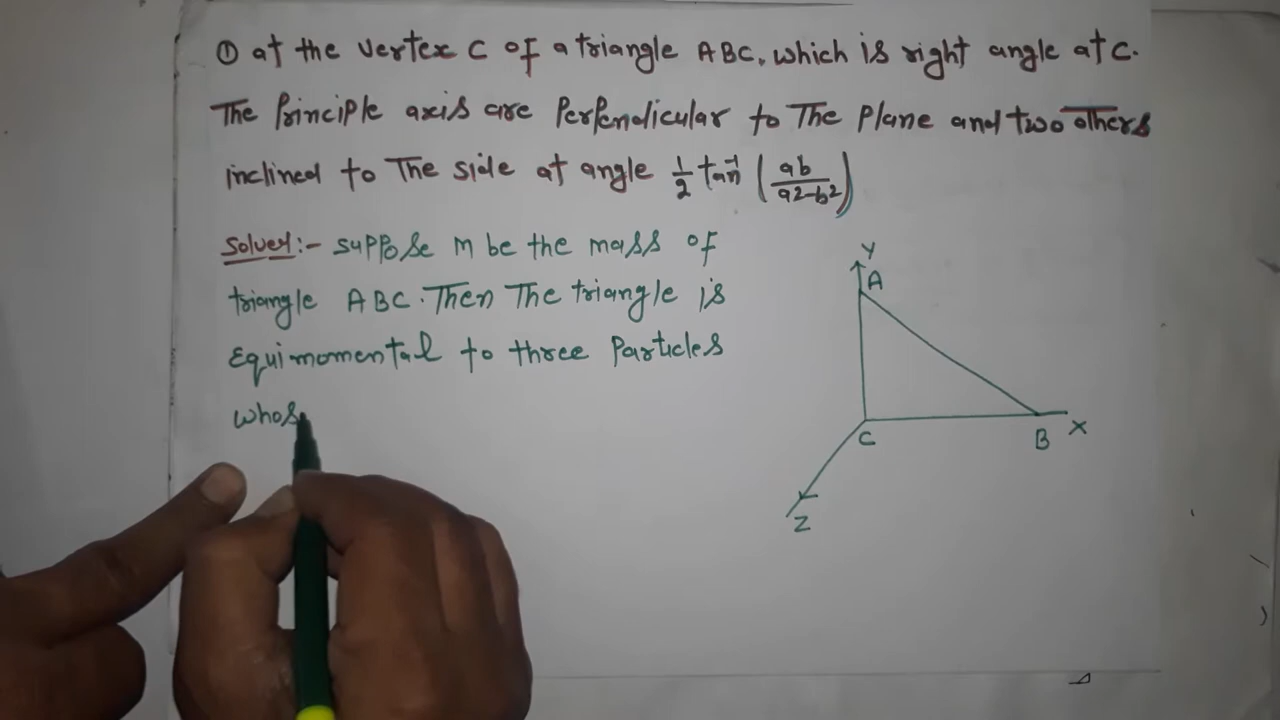 ① at the vertex C of a triangle ABC, which is right angle at C.
The Principle axis are Perpendicular to The Plane and two others
inclined to The side at angle 1/2 tan⁻¹ (ab/a2-b2)
Solved:- suppose M be the mass of
triangle ABC. Then The triangle is
Equimomental to three Particles
whos
Y
A
C
B
X
Z